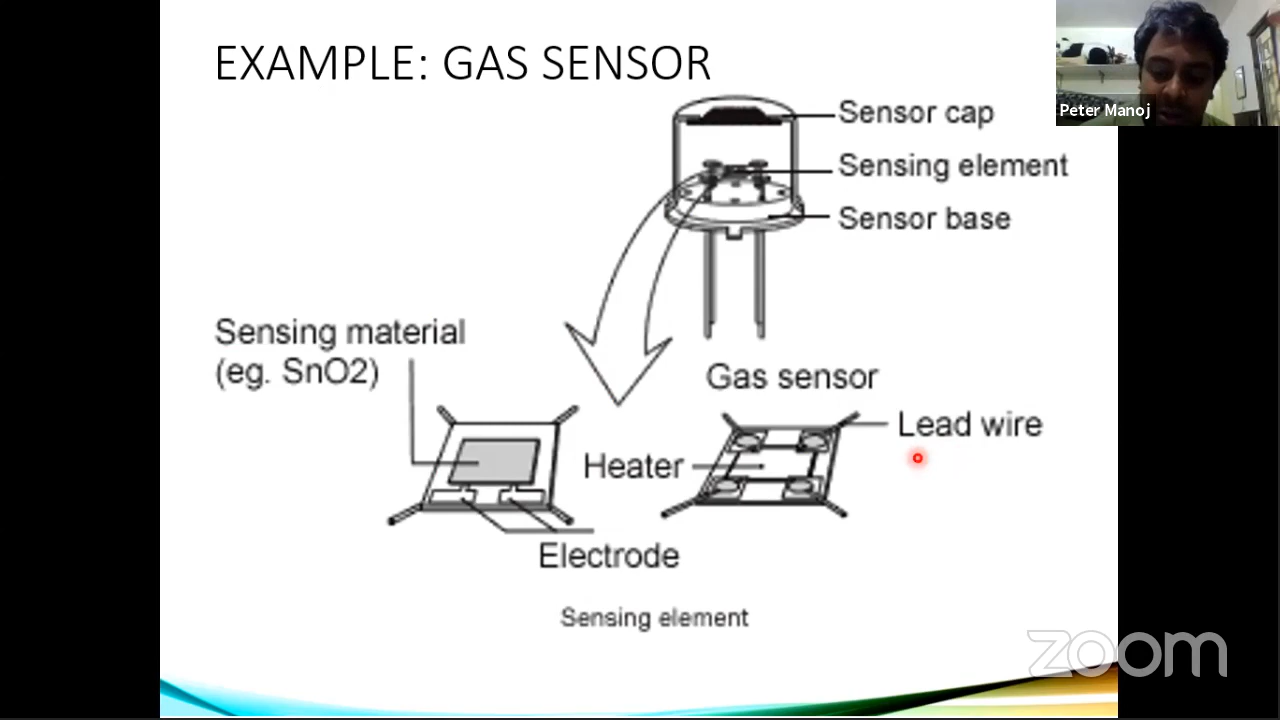 EXAMPLE: GAS SENSOR
Peter Manoj
Sensor cap
Sensing element
Sensor base
Sensing material
(eg. SnO2)
Gas sensor
Lead wire
Heater
Electrode
Sensing element
zoom